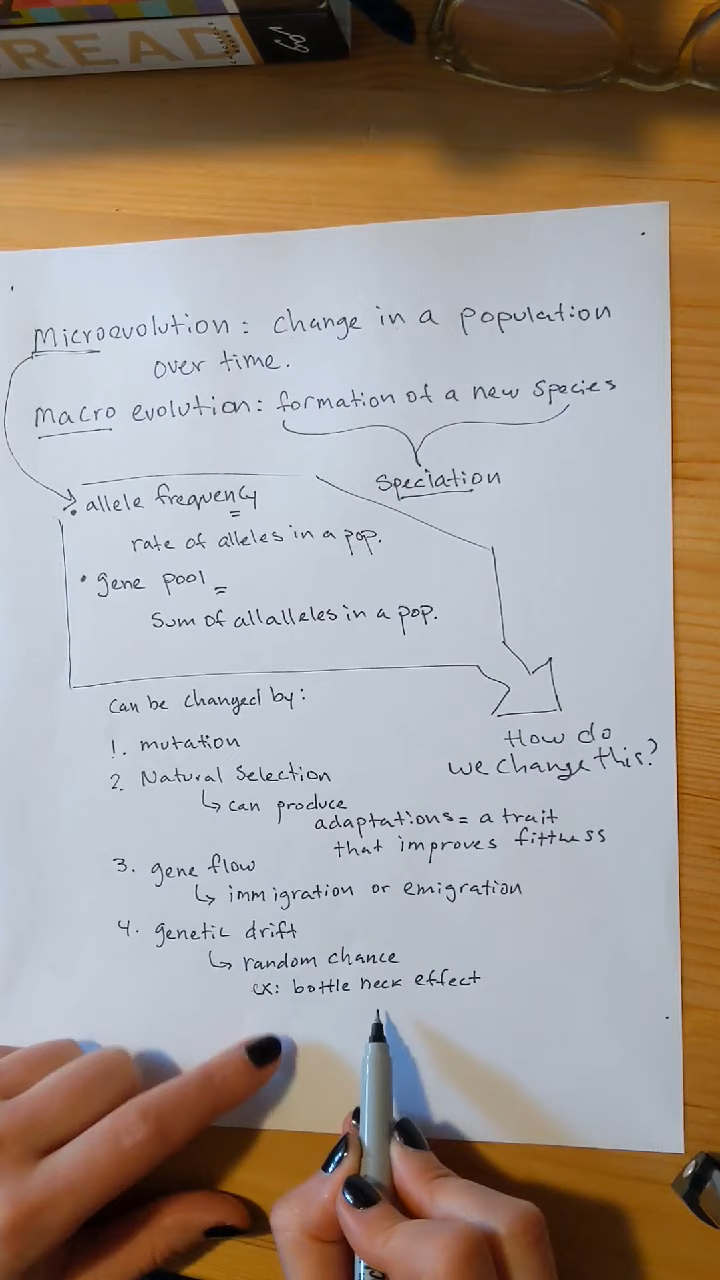 READ
Microevolution: change in a population
over time.
Macro evolution: formation of a new species
Speciation
• allele frequency =
rate of alleles in a pop.
• gene pool =
sum of all alleles in a pop.
can be changed by:
How do
we change this?
1. mutation
2. Natural Selection
↳ can produce
adaptations = a trait
that improves fittness
3. gene flow
↳ immigration or emigration
4. genetic drift
↳ random chance
ex: bottle neck effect